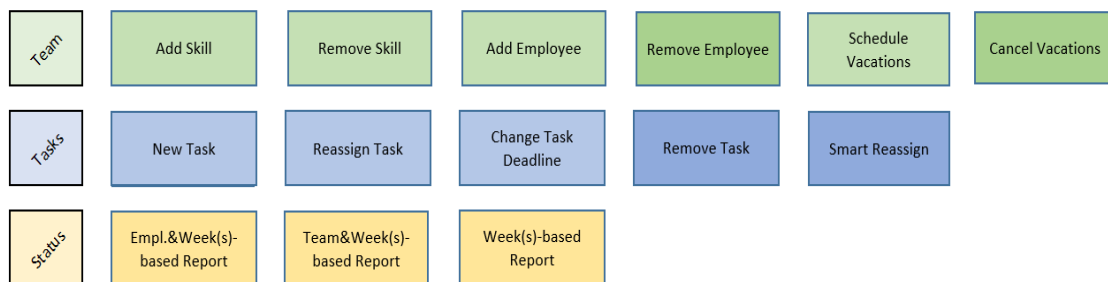 Team
Add Skill
Remove Skill
Add Employee
Remove Employee
Schedule
Vacations
Cancel Vacations
Tasks
New Task
Reassign Task
Change Task
Deadline
Remove Task
Smart Reassign
Status
Empl.&Week(s)-
based Report
Team&Week(s)-
based Report
Week(s)-based
Report